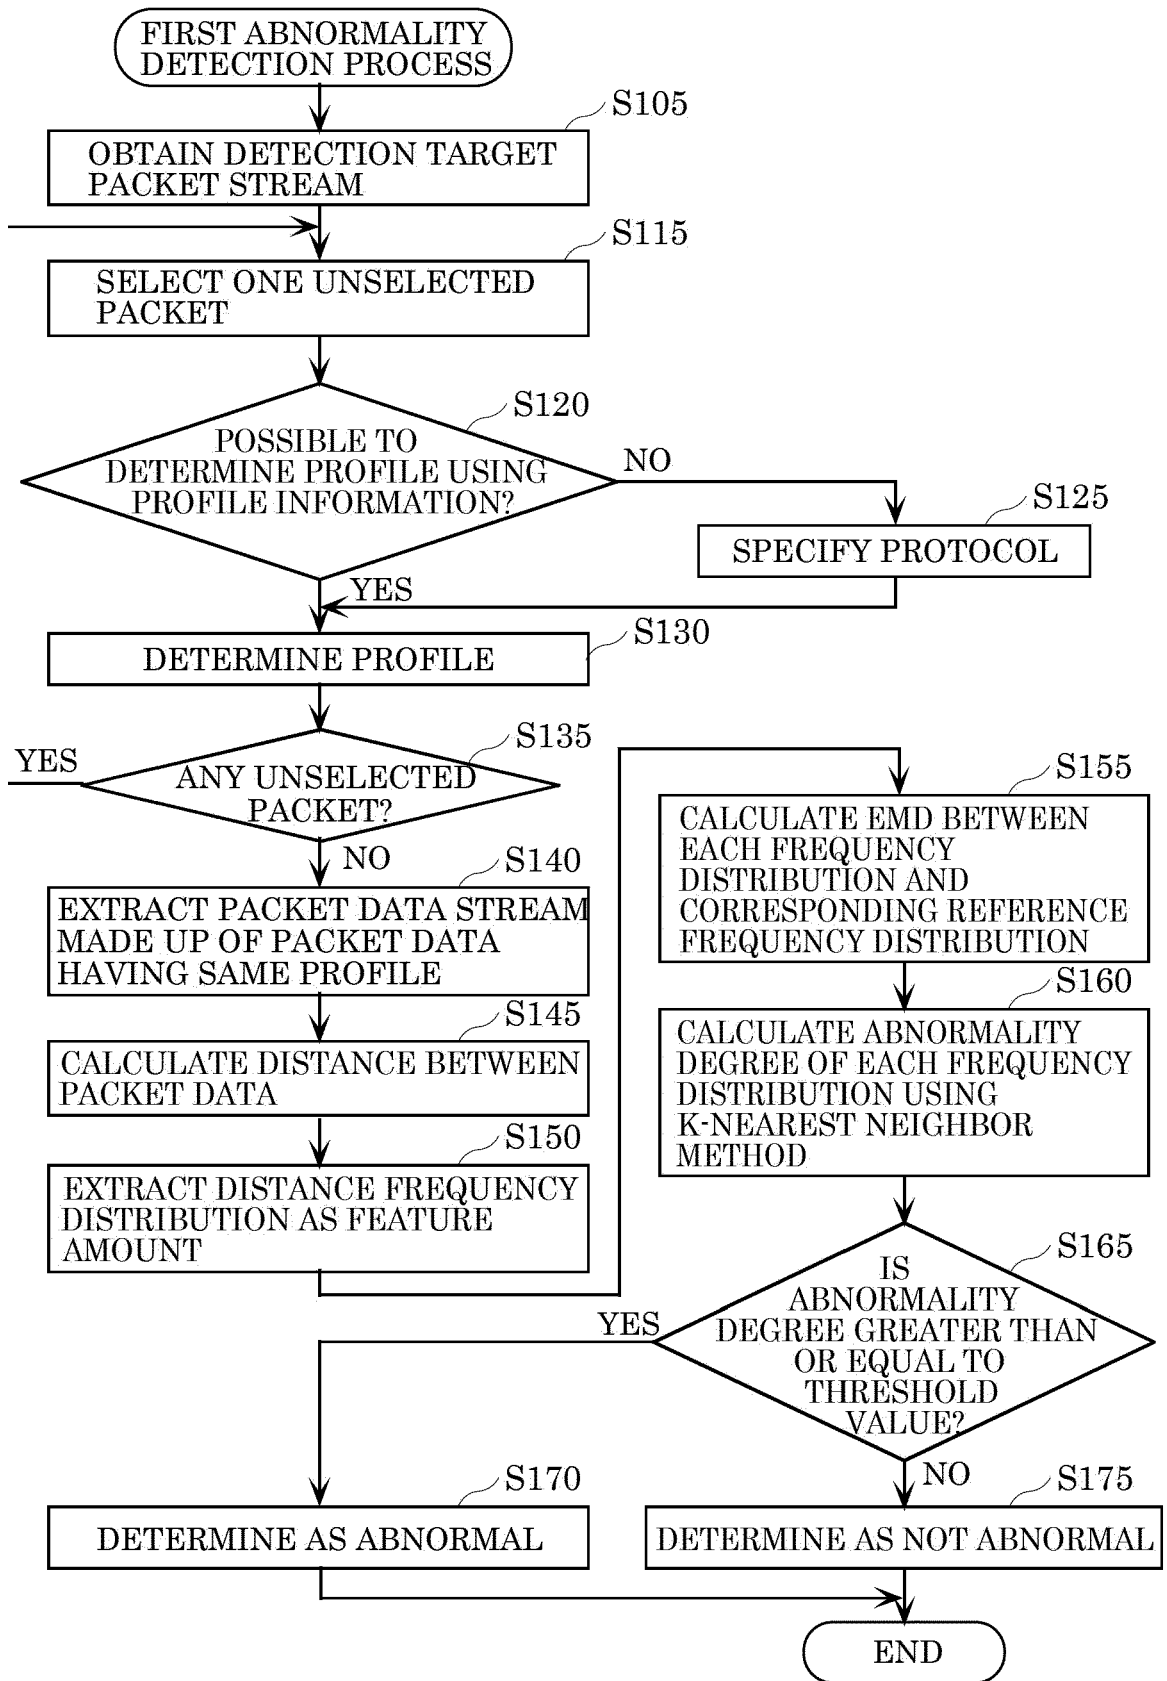 FIRST ABNORMALITY
DETECTION PROCESS
S105
OBTAIN DETECTION TARGET
PACKET STREAM
S115
SELECT ONE UNSELECTED
PACKET
S120
POSSIBLE TO
DETERMINE PROFILE USING
PROFILE INFORMATION?
NO
S125
SPECIFY PROTOCOL
YES
S130
DETERMINE PROFILE
S135
YES
ANY UNSELECTED
PACKET?
NO
S140
EXTRACT PACKET DATA STREAM
MADE UP OF PACKET DATA
HAVING SAME PROFILE
S145
CALCULATE DISTANCE BETWEEN
PACKET DATA
S150
EXTRACT DISTANCE FREQUENCY
DISTRIBUTION AS FEATURE
AMOUNT
S155
CALCULATE EMD BETWEEN
EACH FREQUENCY
DISTRIBUTION AND
CORRESPONDING REFERENCE
FREQUENCY DISTRIBUTION
S160
CALCULATE ABNORMALITY
DEGREE OF EACH FREQUENCY
DISTRIBUTION USING
K-NEAREST NEIGHBOR
METHOD
S165
IS
ABNORMALITY
DEGREE GREATER THAN
OR EQUAL TO
THRESHOLD
VALUE?
YES
NO
S170
DETERMINE AS ABNORMAL
S175
DETERMINE AS NOT ABNORMAL
END